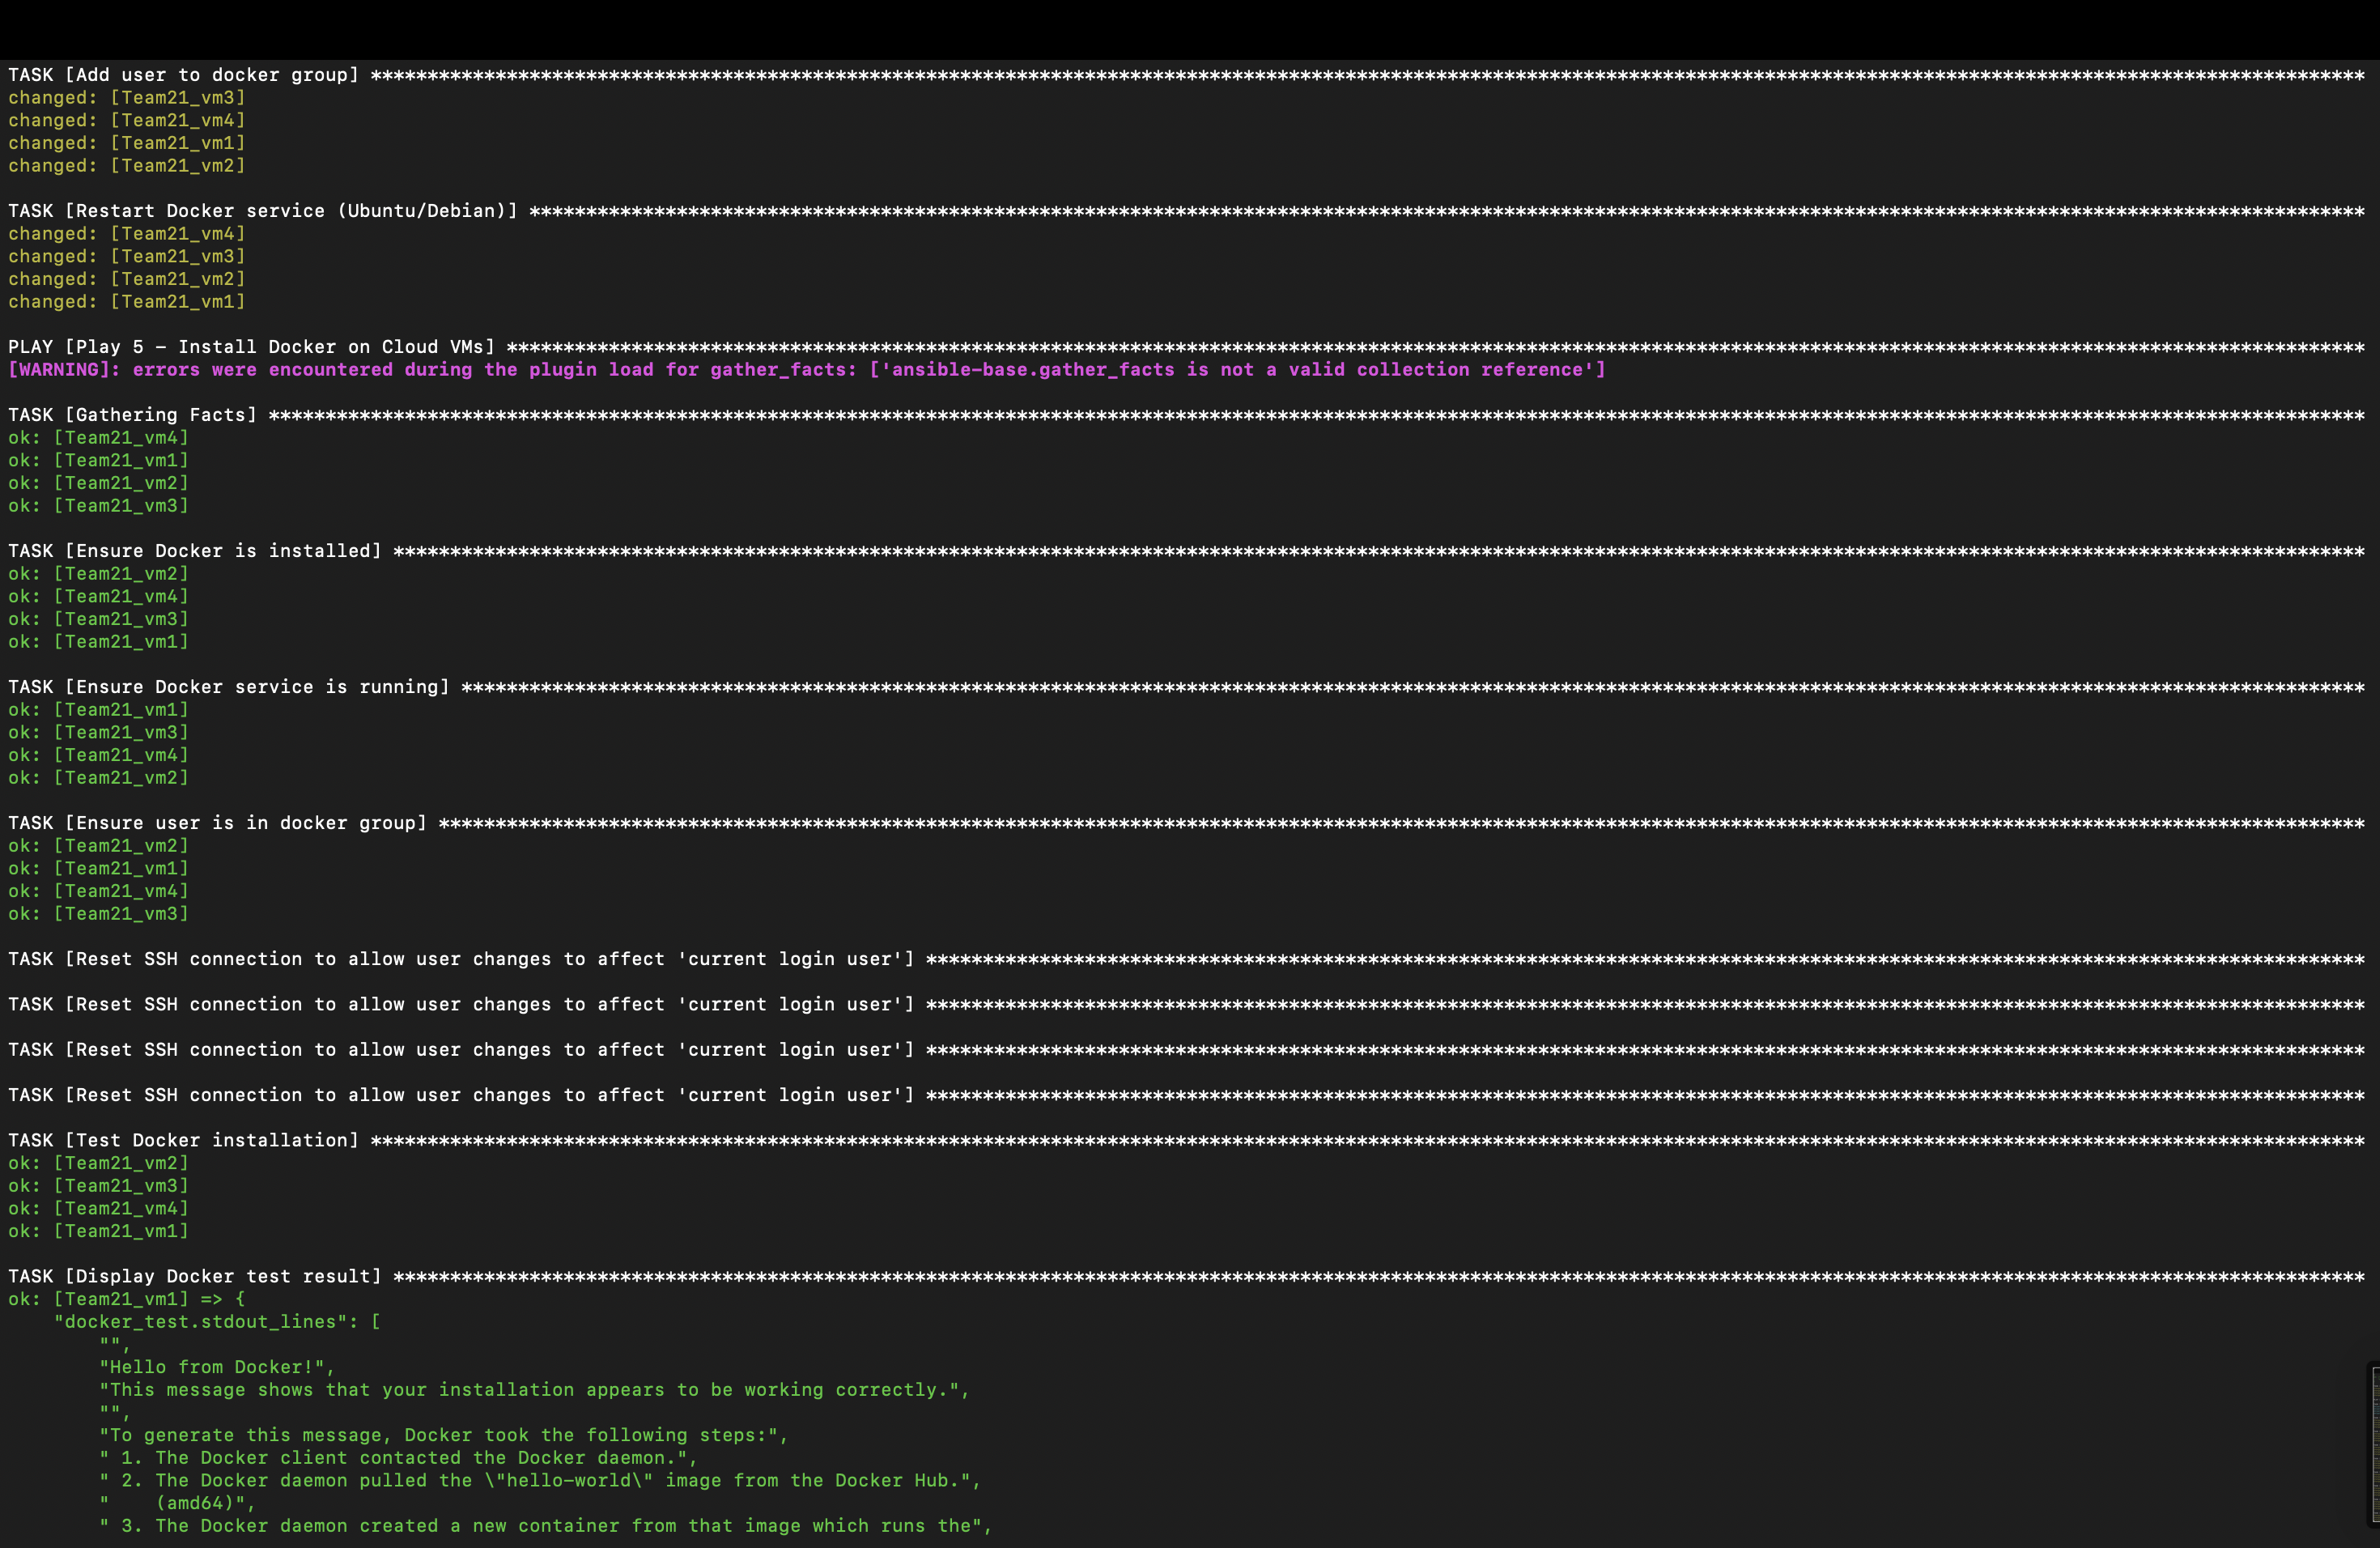 TASK [Add user to docker group] ********************************************************************************************************************************************************************************
changed: [Team21_vm3]
changed: [Team21_vm4]
changed: [Team21_vm1]
changed: [Team21_vm2]
TASK [Restart Docker service (Ubuntu/Debian)] ******************************************************************************************************************************************************************
changed: [Team21_vm4]
changed: [Team21_vm3]
changed: [Team21_vm2]
changed: [Team21_vm1]
PLAY [Play 5 - Install Docker on Cloud VMs] ********************************************************************************************************************************************************************
[WARNING]: errors were encountered during the plugin load for gather_facts: ['ansible-base.gather_facts is not a valid collection reference']
TASK [Gathering Facts] *****************************************************************************************************************************************************************************************
ok: [Team21_vm4]
ok: [Team21_vm1]
ok: [Team21_vm2]
ok: [Team21_vm3]
TASK [Ensure Docker is installed] ******************************************************************************************************************************************************************************
ok: [Team21_vm2]
ok: [Team21_vm4]
ok: [Team21_vm3]
ok: [Team21_vm1]
TASK [Ensure Docker service is running] ************************************************************************************************************************************************************************
ok: [Team21_vm1]
ok: [Team21_vm3]
ok: [Team21_vm4]
ok: [Team21_vm2]
TASK [Ensure user is in docker group] **************************************************************************************************************************************************************************
ok: [Team21_vm2]
ok: [Team21_vm1]
ok: [Team21_vm4]
ok: [Team21_vm3]
TASK [Reset SSH connection to allow user changes to affect 'current login user'] *******************************************************************************************************************************
TASK [Reset SSH connection to allow user changes to affect 'current login user'] *******************************************************************************************************************************
TASK [Reset SSH connection to allow user changes to affect 'current login user'] *******************************************************************************************************************************
TASK [Reset SSH connection to allow user changes to affect 'current login user'] *******************************************************************************************************************************
TASK [Test Docker installation] ********************************************************************************************************************************************************************************
ok: [Team21_vm2]
ok: [Team21_vm3]
ok: [Team21_vm4]
ok: [Team21_vm1]
TASK [Display Docker test result] ******************************************************************************************************************************************************************************
ok: [Team21_vm1] => {
    "docker_test.stdout_lines": [
        "",
        "Hello from Docker!",
        "This message shows that your installation appears to be working correctly.",
        "",
        "To generate this message, Docker took the following steps:",
        " 1. The Docker client contacted the Docker daemon.",
        " 2. The Docker daemon pulled the \"hello-world\" image from the Docker Hub.",
        "    (amd64)",
        " 3. The Docker daemon created a new container from that image which runs the",